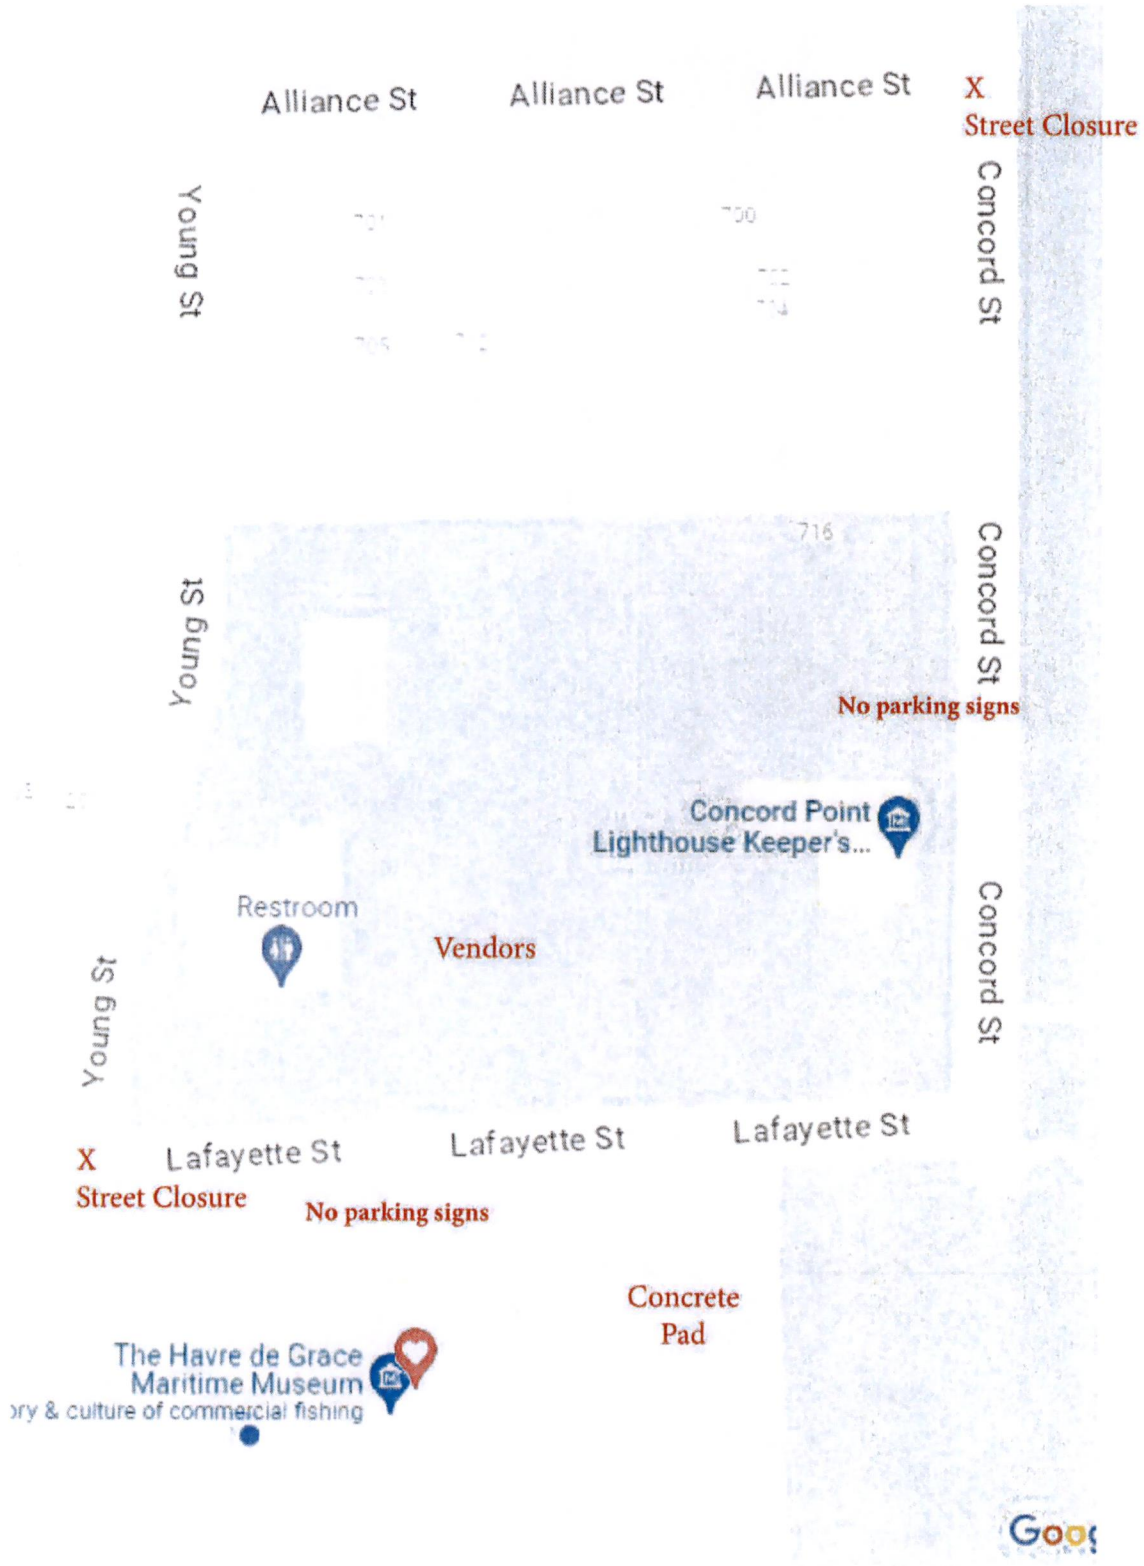 Alliance St
Alliance St
Alliance St
X
Street Closure
Young St
Concord St
700
716
Young St
Concord St
No parking signs
Concord Point
Lighthouse Keeper's...
Restroom
Vendors
Concord St
Young St
X
Street Closure
Lafayette St
Lafayette St
Lafayette St
No parking signs
Concrete
Pad
The Havre de Grace
Maritime Museum
ory & culture of commercial fishing
Goog